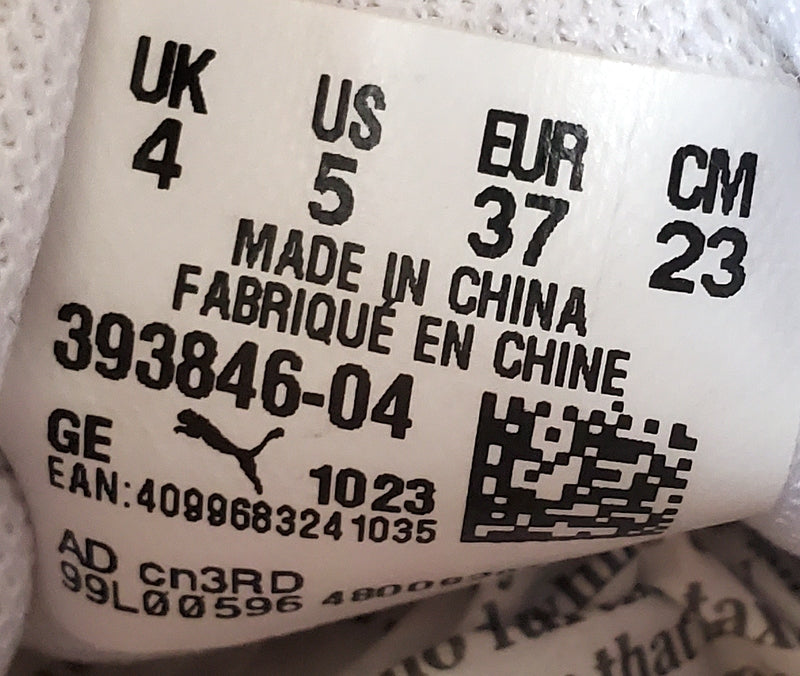 UK US EUR CM
4 5 37 23
MADE IN CHINA
FABRIQUÉ EN CHINE
393846-04
GE 1023
EAN:4099683241035
AD cn3RD
99L00596